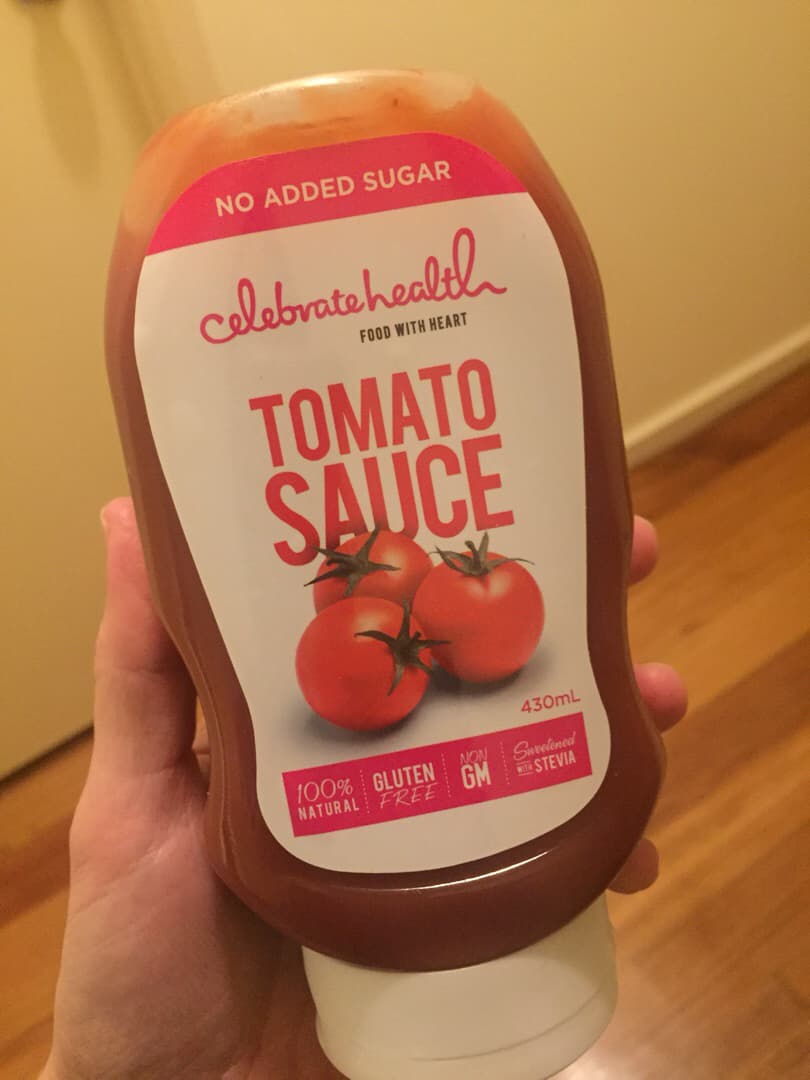 NO ADDED SUGAR
celebratehealth
FOOD WITH HEART
TOMATO
SAUCE
430mL
100%
NATURAL
GLUTEN
FREE
NON
GM
Sweetened
WITH STEVIA